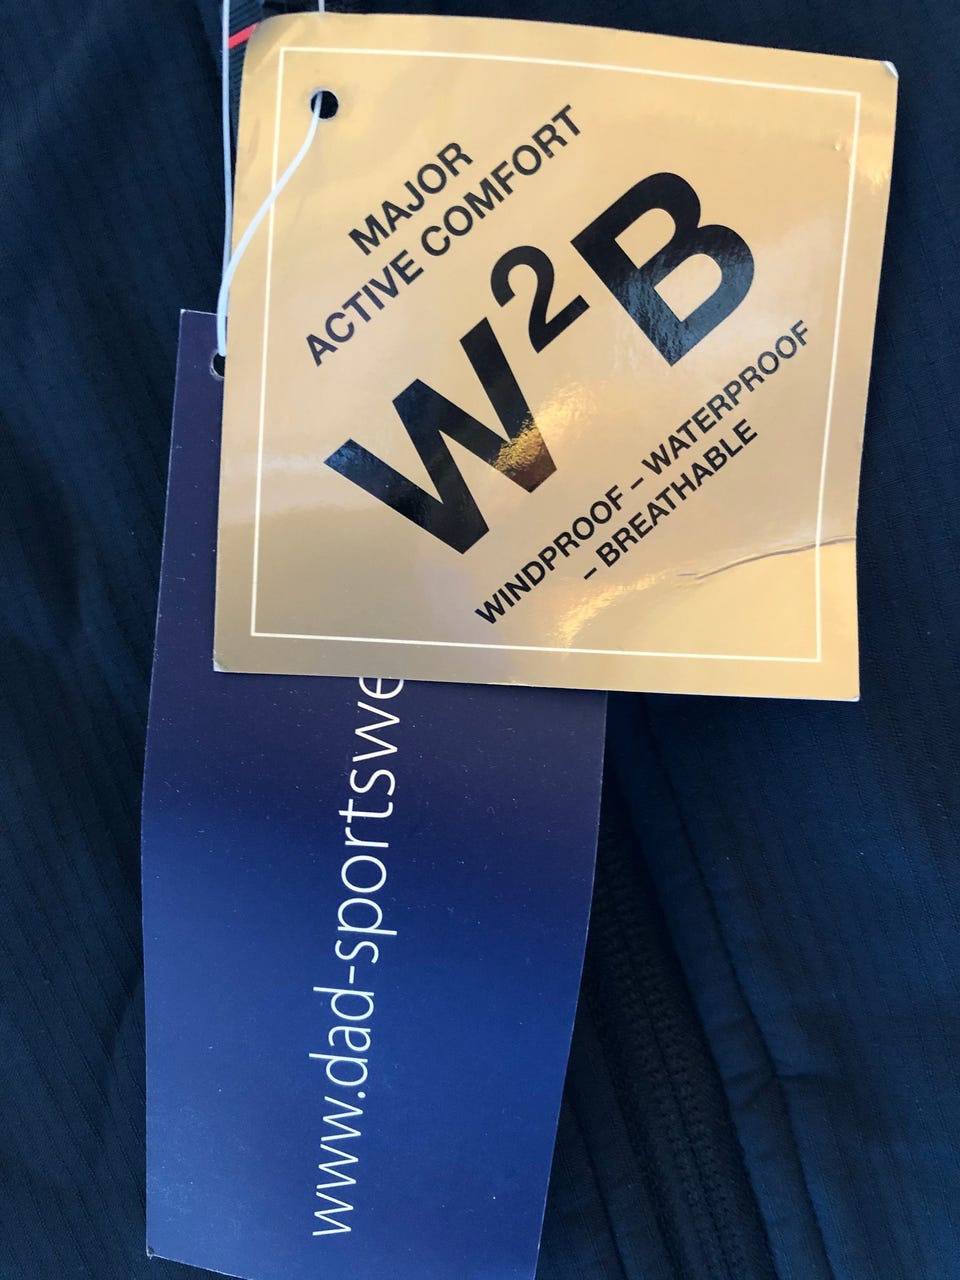 MAJOR
ACTIVE COMFORT
W²B
WINDPROOF – WATERPROOF
– BREATHABLE
www.dad-sportswe